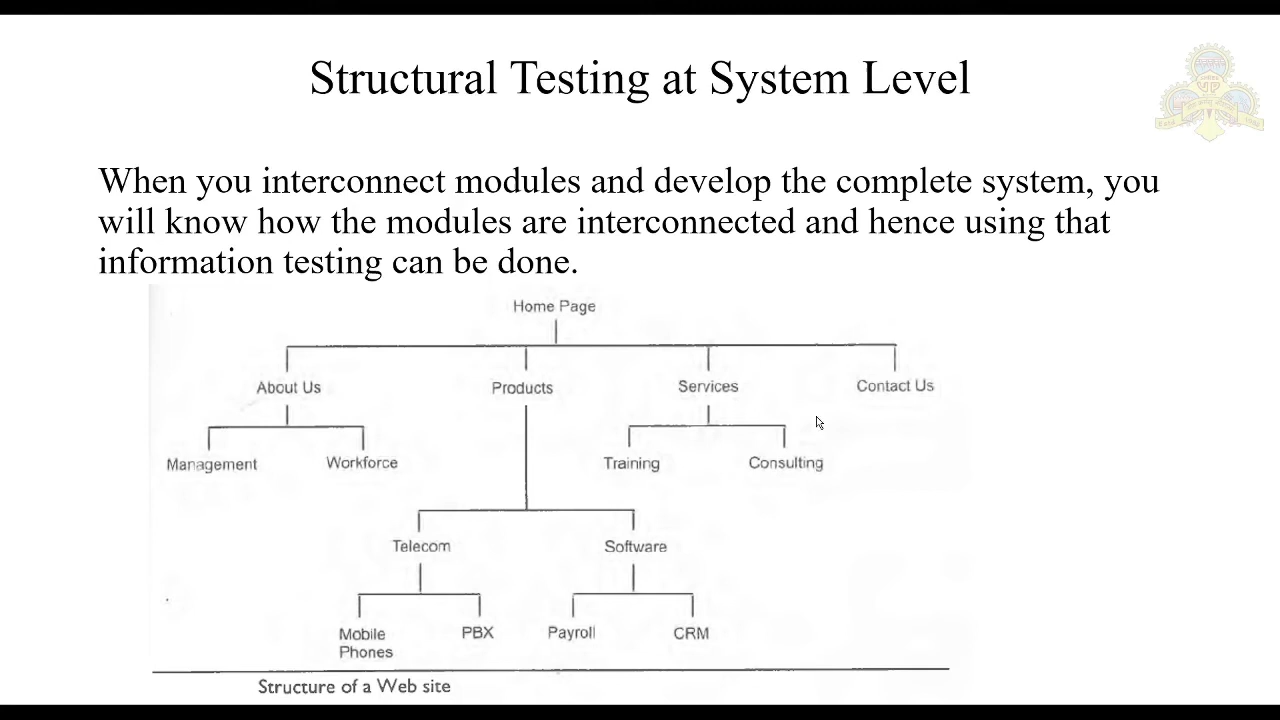 Structural Testing at System Level
When you interconnect modules and develop the complete system, you
will know how the modules are interconnected and hence using that
information testing can be done.
Home Page
About Us
Products
Services
Contact Us
Management
Workforce
Training
Consulting
Telecom
Software
Mobile
Phones
PBX
Payroll
CRM
Structure of a Web site